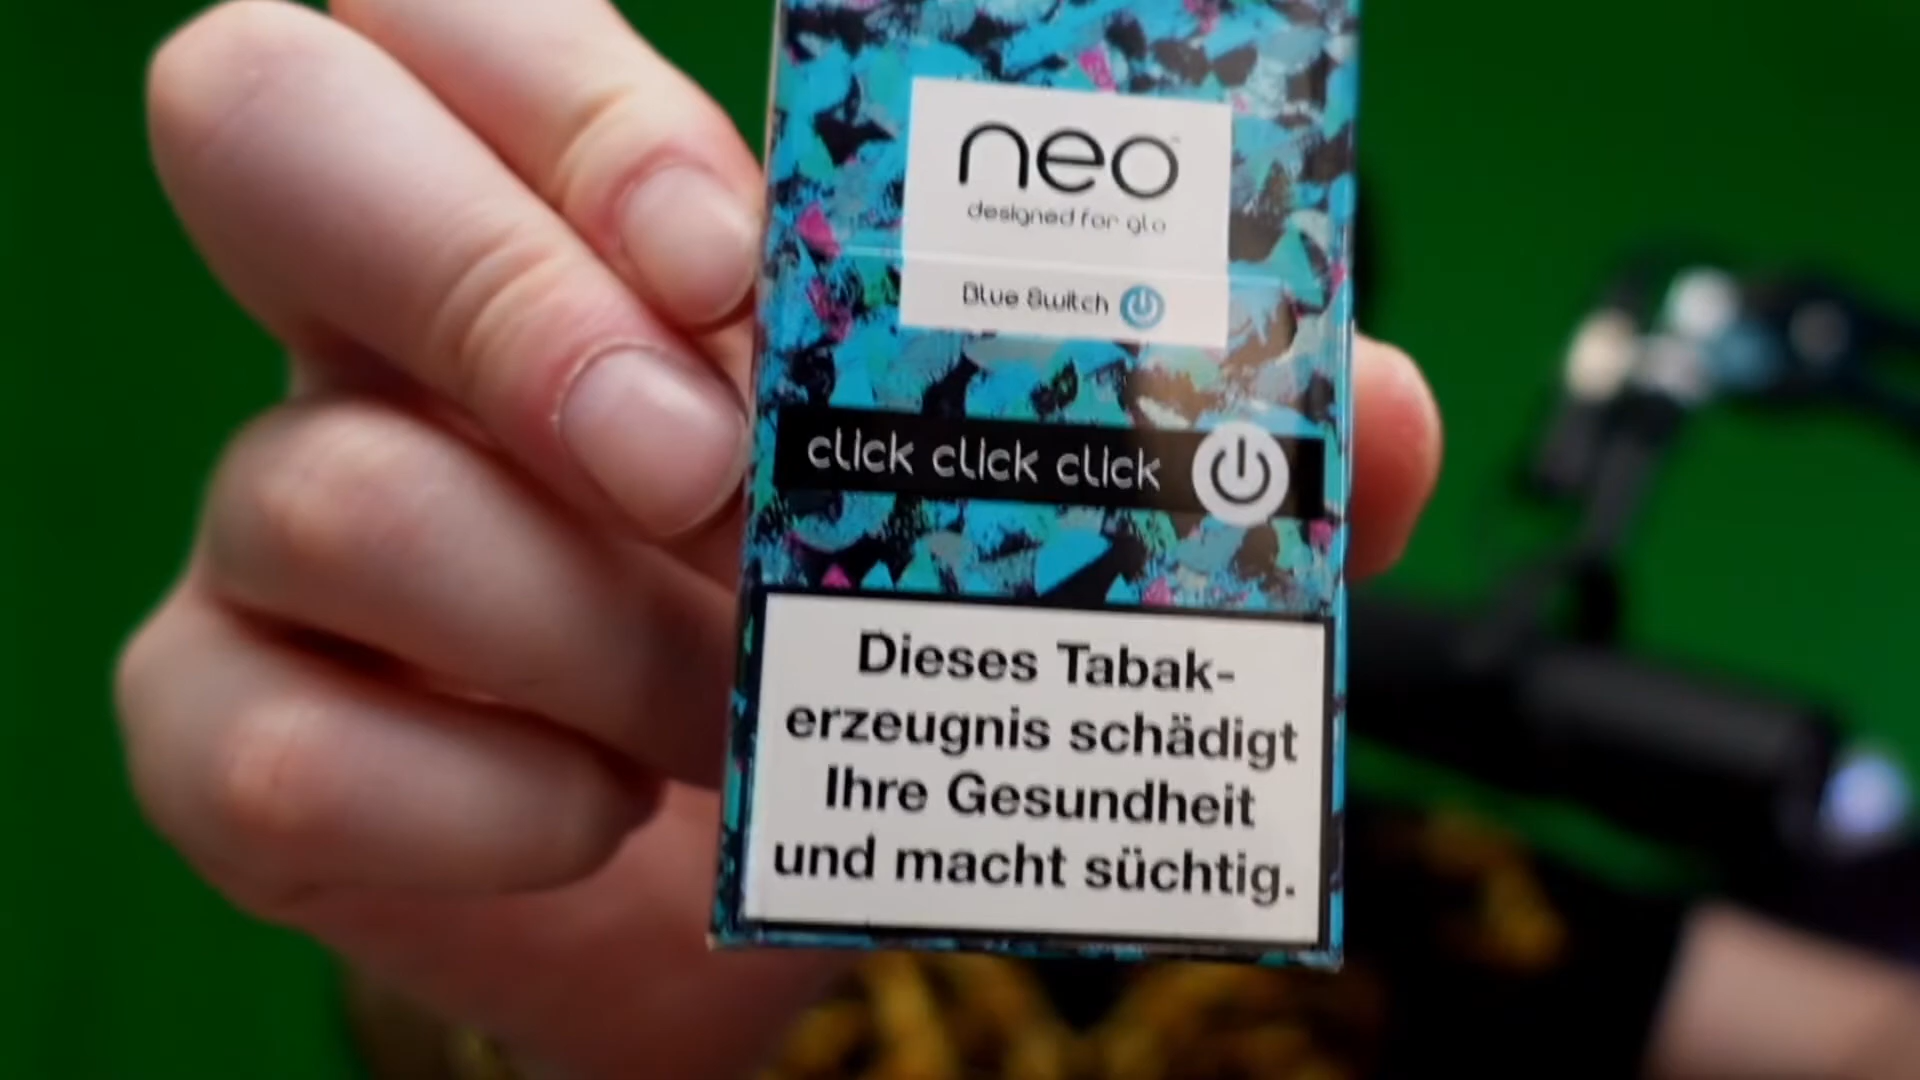 neo
designed for glo
Blue Switch
click click click
Dieses Tabak-
erzeugnis schädigt
Ihre Gesundheit
und macht süchtig.